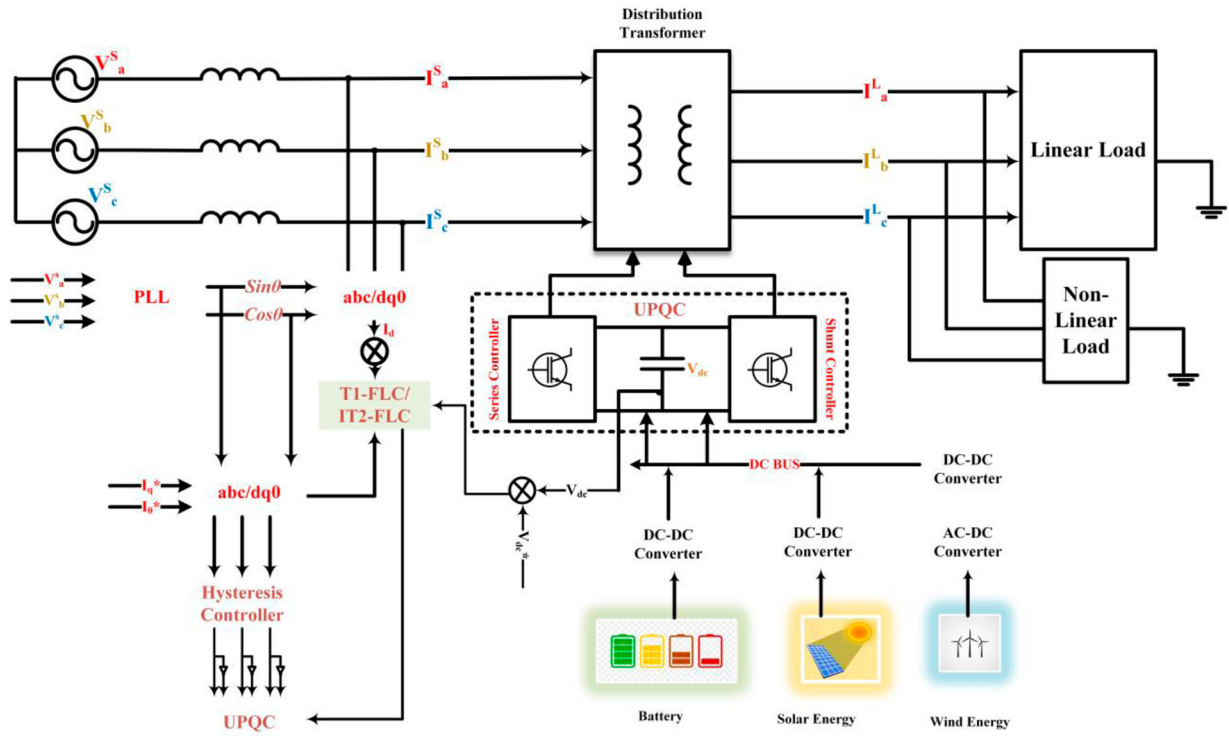 Distribution
Transformer
V^S_a
I^S_a
I^L_a
V^S_b
I^S_b
I^L_b
Linear Load
V^S_c
I^S_c
I^L_c
V^s_a
V^s_b
V^s_c
PLL
Sinθ
Cosθ
abc/dq0
I_d
T1-FLC/
IT2-FLC
UPQC
Series Controller
V_dc
Shunt Controller
Non-
Linear
Load
DC BUS
DC-DC
Converter
I_q*
I_0*
abc/dq0
V_dc
V_dc*
DC-DC
Converter
DC-DC
Converter
AC-DC
Converter
Hysteresis
Controller
UPQC
Battery
Solar Energy
Wind Energy